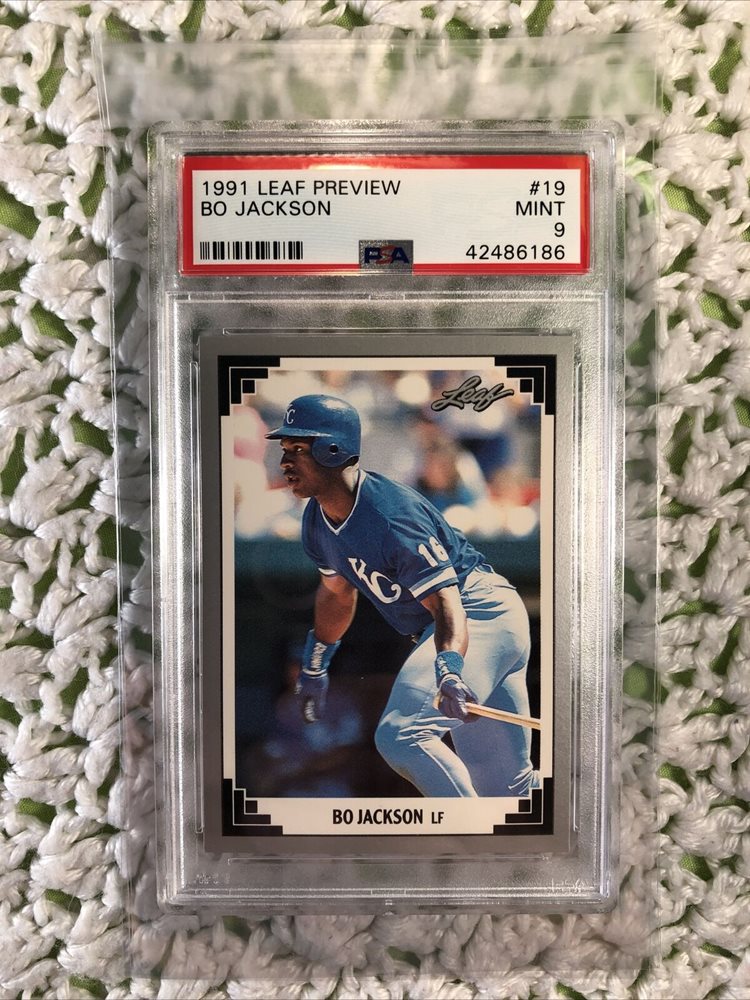 1991 LEAF PREVIEW #19
BO JACKSON MINT
9
PSA 42486186
Leaf
KC
16
KC
BO JACKSON LF